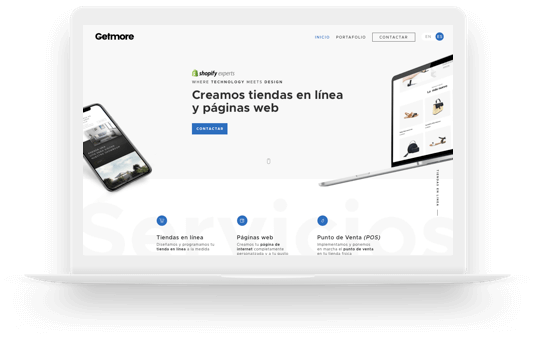 Getmore
INICIO PORTAFOLIO CONTACTAR EN ES
shopify experts
WHERE TECHNOLOGY MEETS DESIGN
Creamos tiendas en línea
y páginas web
CONTACTAR
TIENDAS EN LÍNEA
Servicios
Tiendas en línea
Diseñamos y programamos tu
tienda en línea a la medida
Páginas web
Creamos tu página de
internet completamente
personalizada y a tu gusto
Punto de Venta (POS)
Implementamos y ponemos
en marcha el punto de venta
en tu tienda física